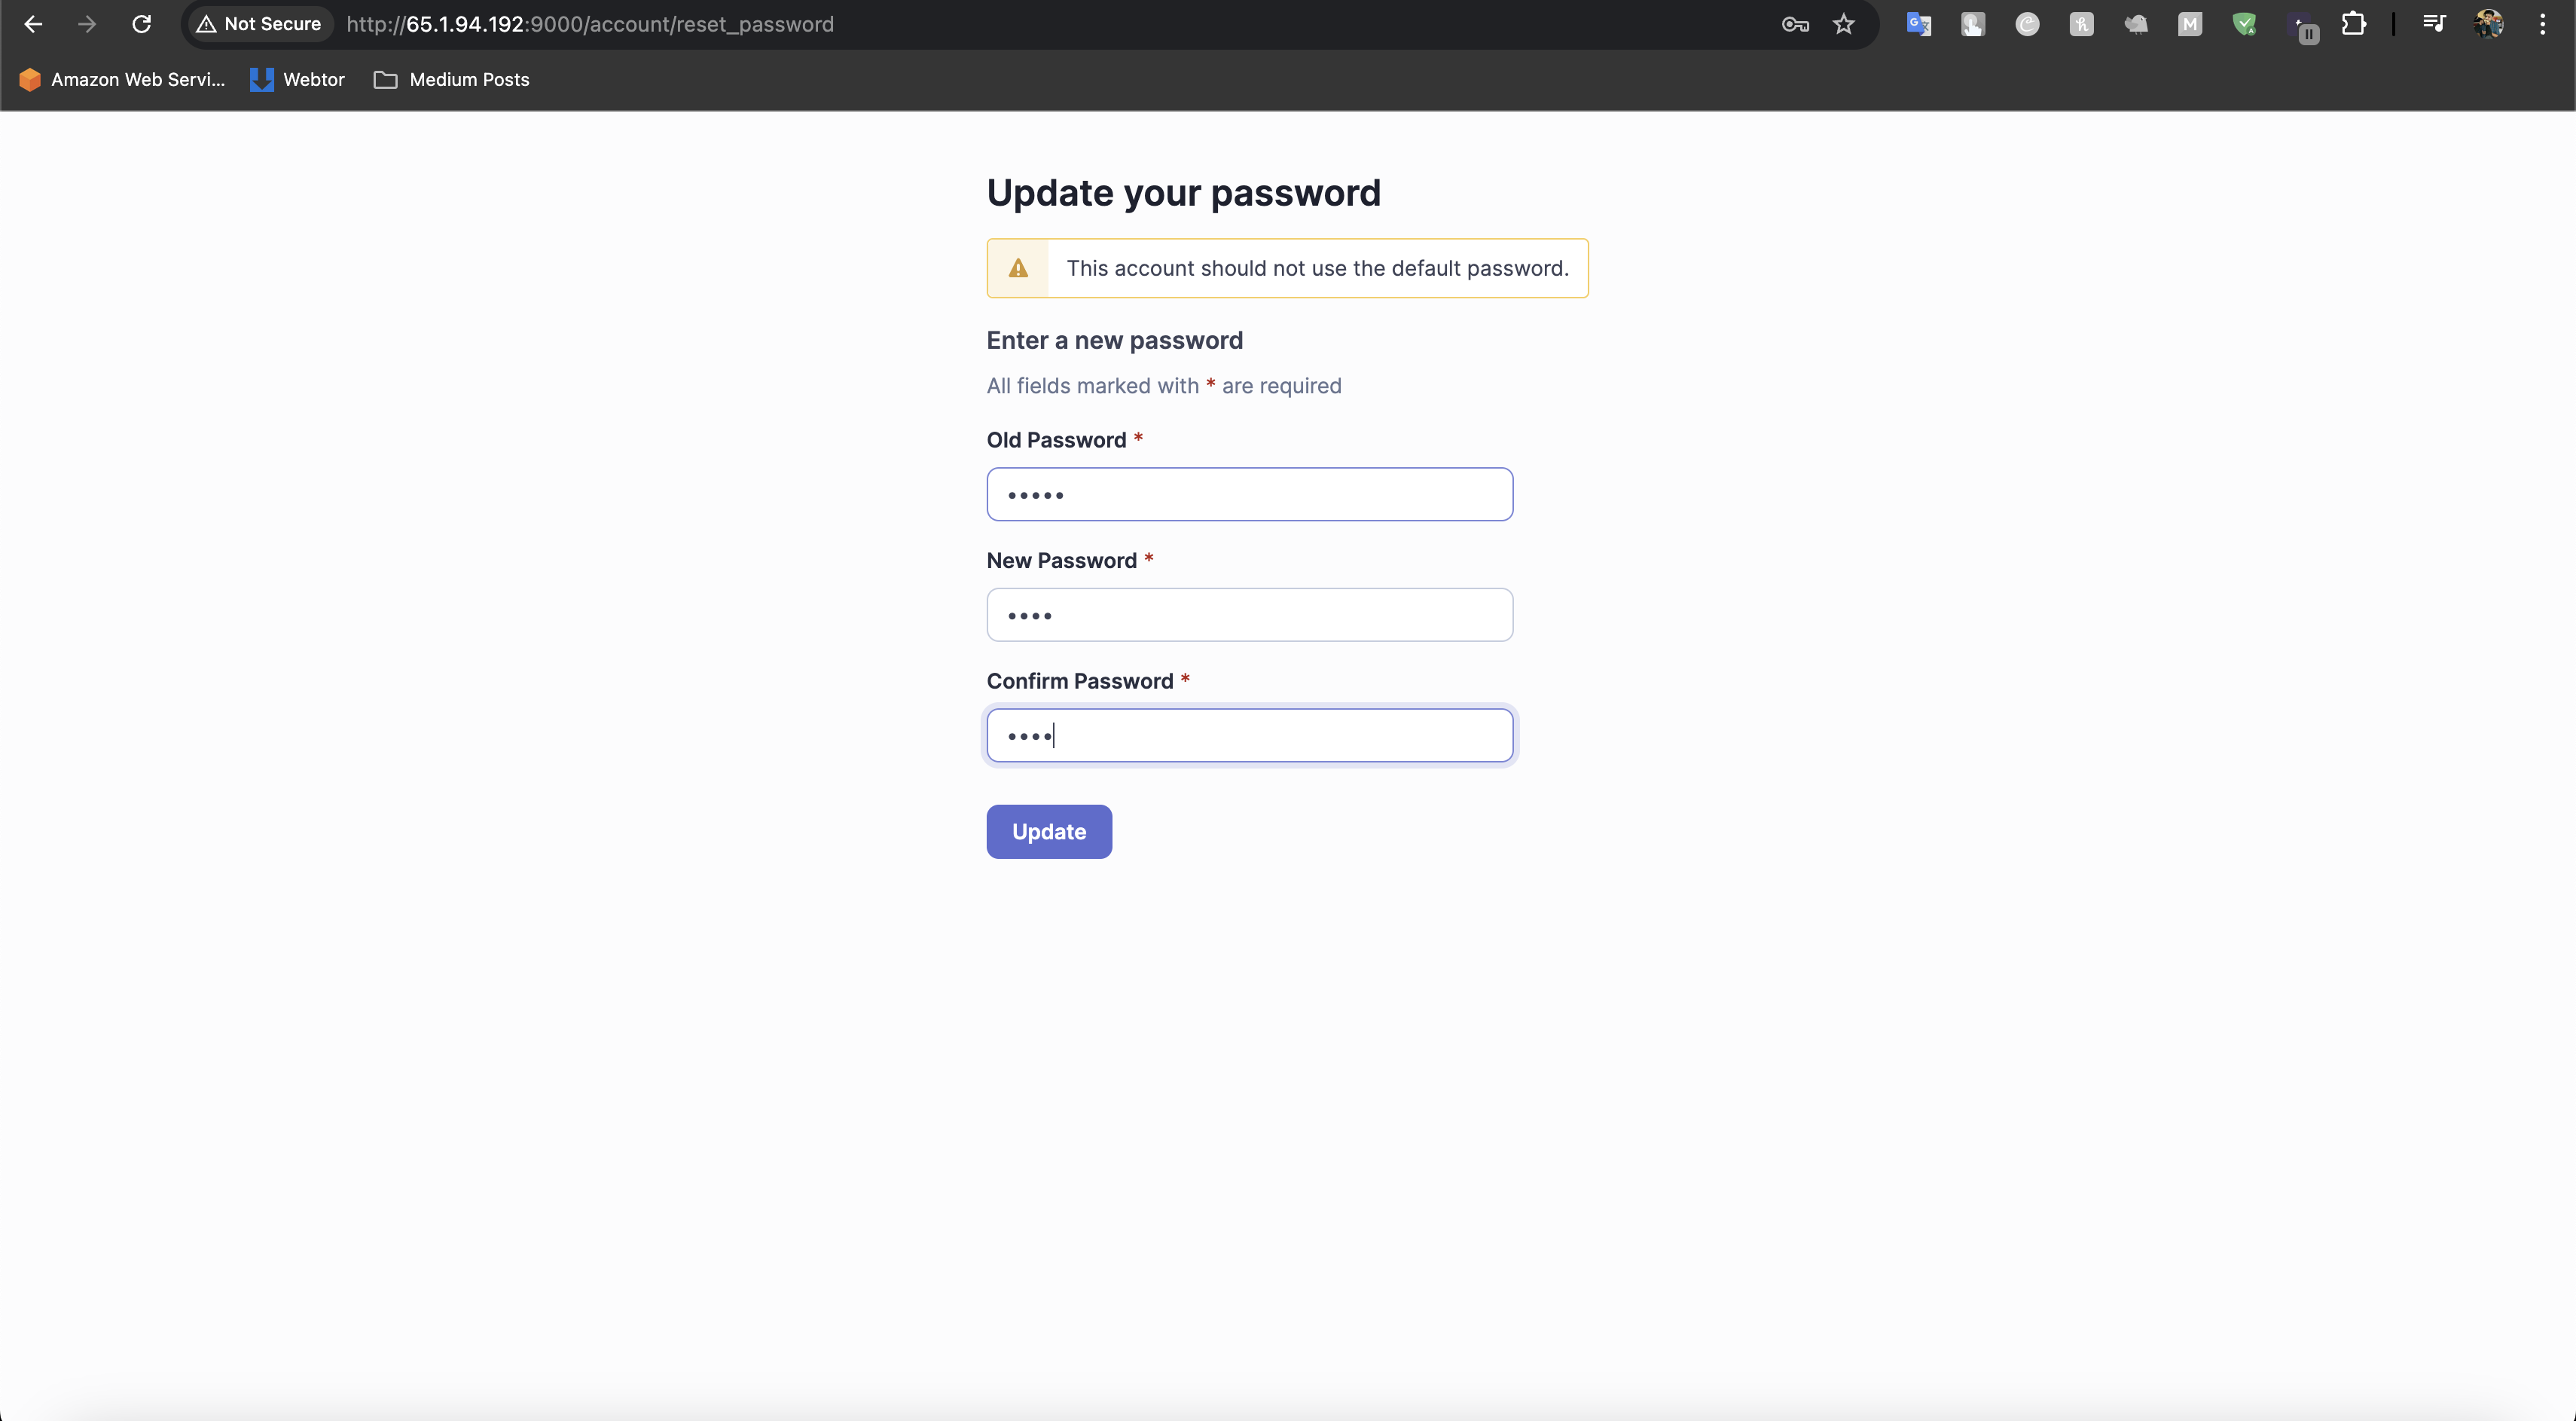 Not Secure http://65.1.94.192:9000/account/reset_password
Amazon Web Servi... Webtor Medium Posts
Update your password
This account should not use the default password.
Enter a new password
All fields marked with * are required
Old Password *
•••••
New Password *
••••
Confirm Password *
••••
Update